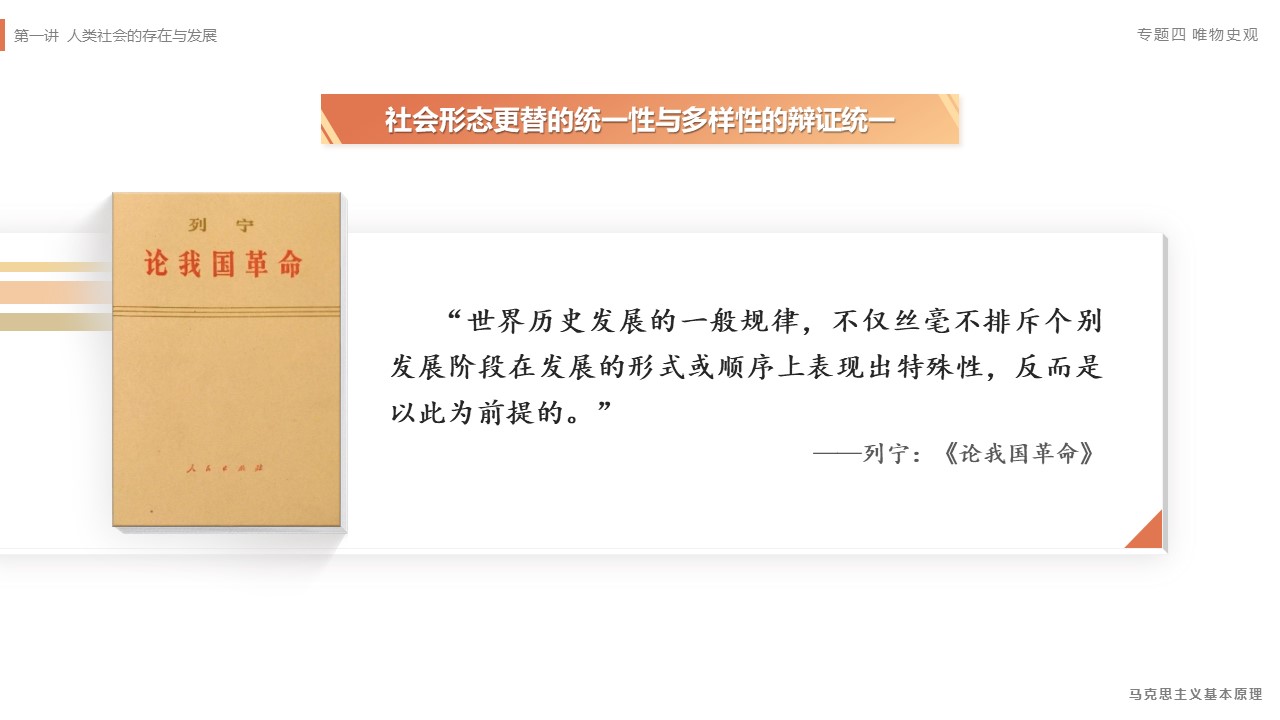 第一讲 人类社会的存在与发展
专题四 唯物史观
社会形态更替的统一性与多样性的辩证统一
列 宁
论我国革命
人民出版社
“世界历史发展的一般规律，不仅丝毫不排斥个别
发展阶段在发展的形式或顺序上表现出特殊性，反而是
以此为前提的。”
——列宁：《论我国革命》
马克思主义基本原理